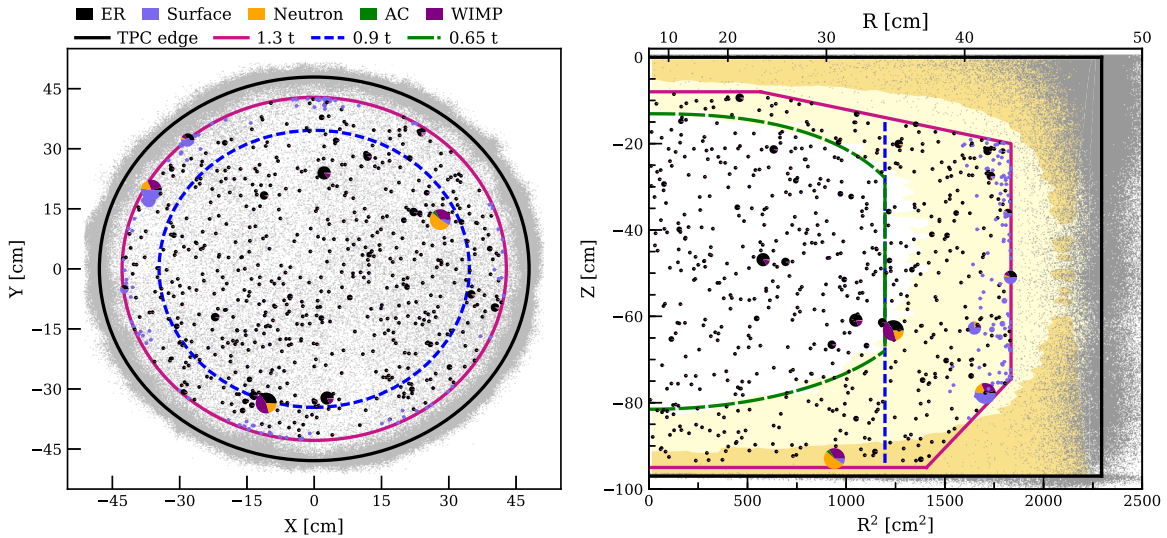 ER Surface Neutron AC WIMP
TPC edge 1.3 t 0.9 t 0.65 t
45
30
15
0
−15
−30
−45
Y [cm]
−45 −30 −15 0 15 30 45
X [cm]
R [cm]
10 20 30 40 50
0
−20
−40
−60
−80
−100
Z [cm]
0 500 1000 1500 2000 2500
R² [cm²]